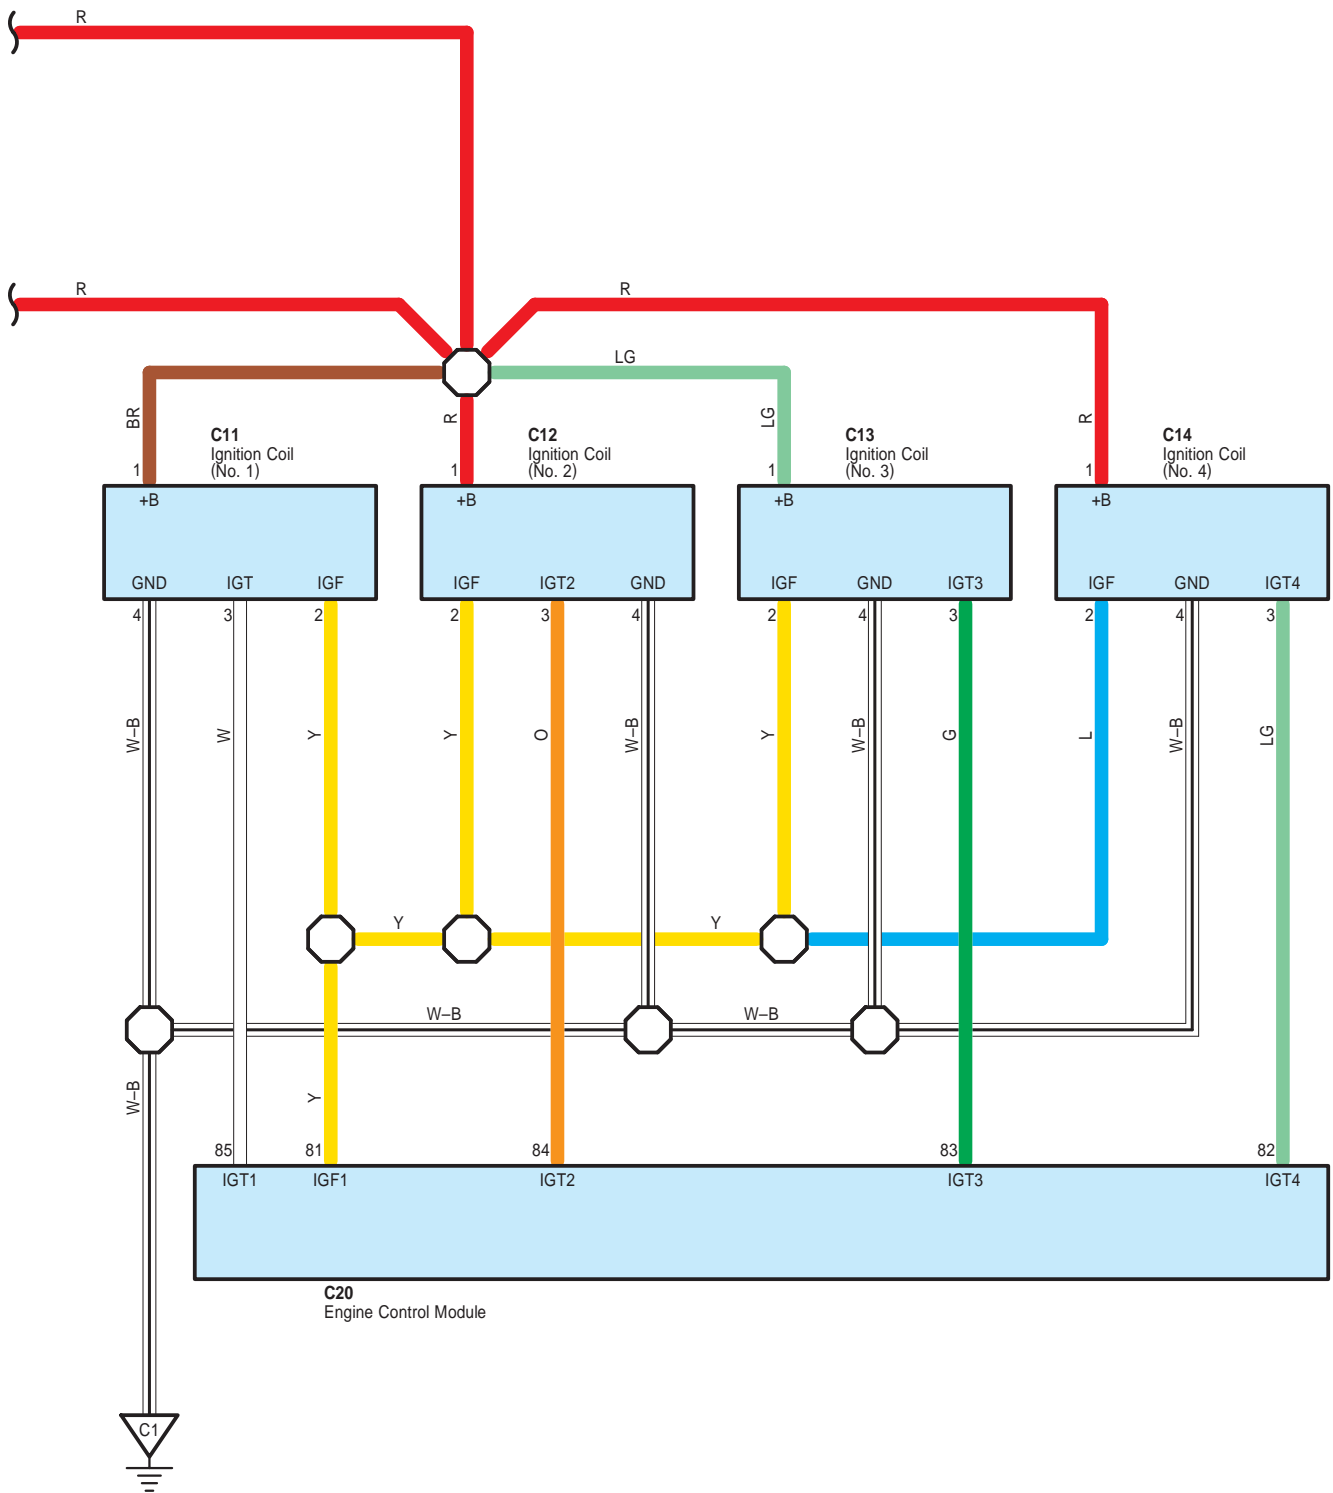 R
R
R
LG
BR
R
LG
R
C11
Ignition Coil
(No. 1)
C12
Ignition Coil
(No. 2)
C13
Ignition Coil
(No. 3)
C14
Ignition Coil
(No. 4)
1
1
1
1
+B
+B
+B
+B
GND IGT IGF
IGF IGT2 GND
IGF GND IGT3
IGF GND IGT4
4 3 2
2 3 4
2 4 3
2 4 3
W–B W Y
Y O W–B
Y W–B G
L W–B LG
Y
Y
W–B
W–B
W–B
Y
85 81 84 83 82
IGT1 IGF1 IGT2 IGT3 IGT4
C20
Engine Control Module
C1